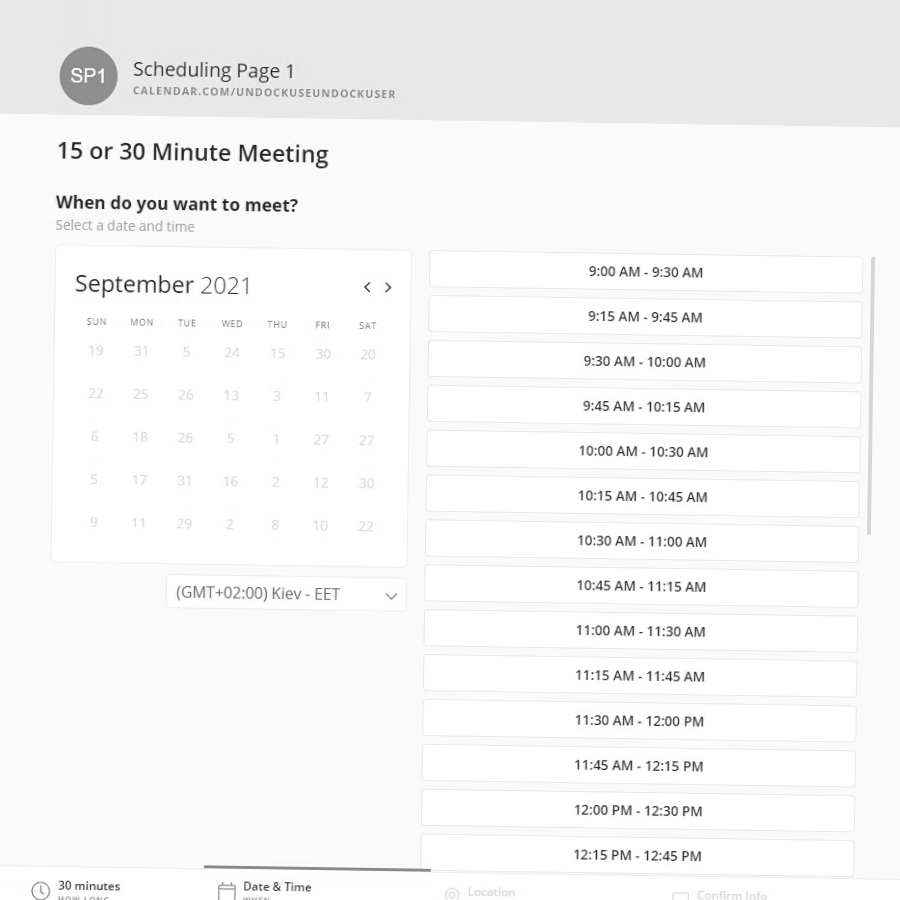 SP1
Scheduling Page 1
CALENDAR.COM/UNDOCKUSEUNDOCKUSER
15 or 30 Minute Meeting
When do you want to meet?
Select a date and time
September 2021
SUN MON TUE WED THU FRI SAT
19 31 5 24 15 30 20
22 25 26 13 3 11 7
6 18 26 5 1 27 27
5 17 31 16 2 12 30
9 11 29 2 8 10 22
(GMT+02:00) Kiev - EET
9:00 AM - 9:30 AM
9:15 AM - 9:45 AM
9:30 AM - 10:00 AM
9:45 AM - 10:15 AM
10:00 AM - 10:30 AM
10:15 AM - 10:45 AM
10:30 AM - 11:00 AM
10:45 AM - 11:15 AM
11:00 AM - 11:30 AM
11:15 AM - 11:45 AM
11:30 AM - 12:00 PM
11:45 AM - 12:15 PM
12:00 PM - 12:30 PM
12:15 PM - 12:45 PM
30 minutes
HOW LONG
Date & Time
WHEN
Location
Confirm Info